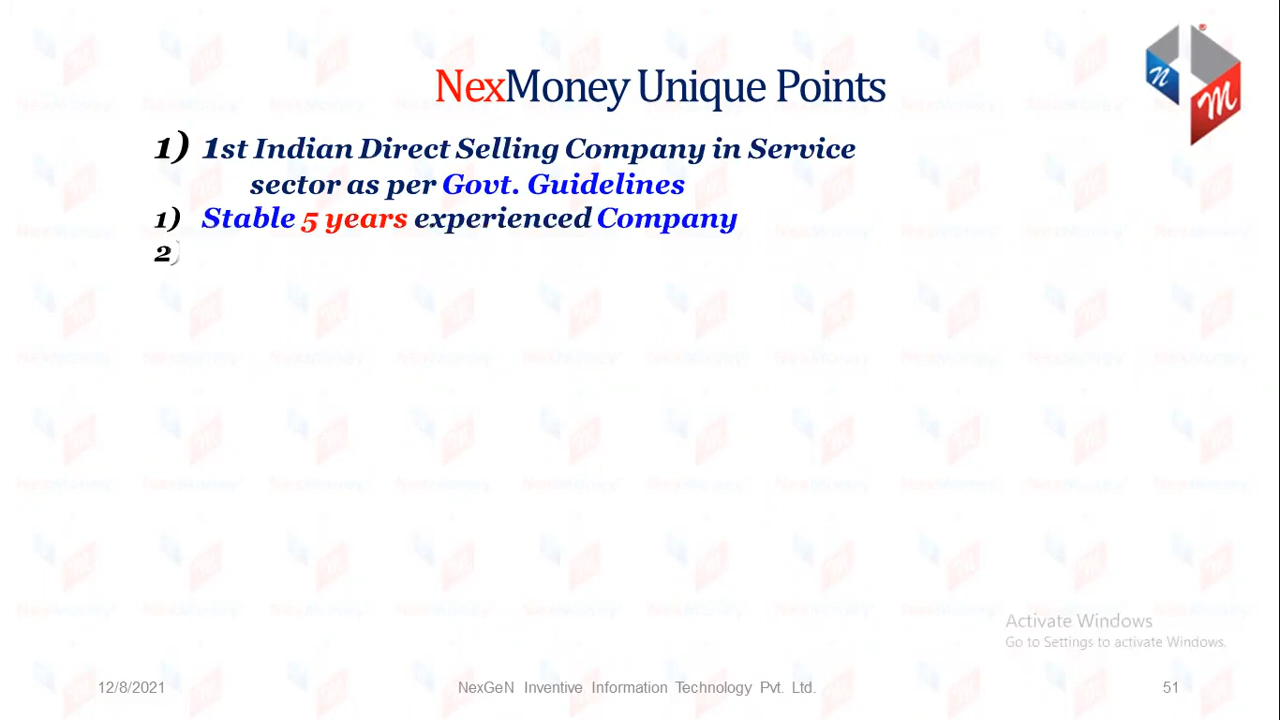 NexMoney Unique Points
1) 1st Indian Direct Selling Company in Service
sector as per Govt. Guidelines
1) Stable 5 years experienced Company
2)
Activate Windows
Go to Settings to activate Windows.
12/8/2021 NexGeN Inventive Information Technology Pvt. Ltd. 51